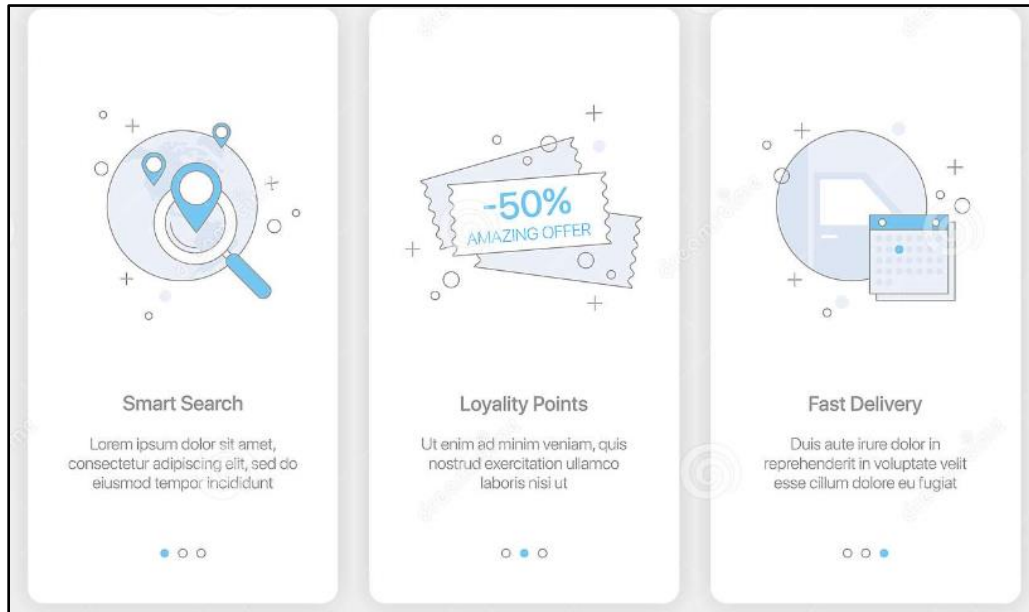 -50%
AMAZING OFFER
Smart Search
Lorem ipsum dolor sit amet,
consectetur adipiscing elit, sed do
eiusmod tempor incididunt
Loyality Points
Ut enim ad minim veniam, quis
nostrud exercitation ullamco
laboris nisi ut
Fast Delivery
Duis aute irure dolor in
reprehenderit in voluptate velit
esse cillum dolore eu fugiat